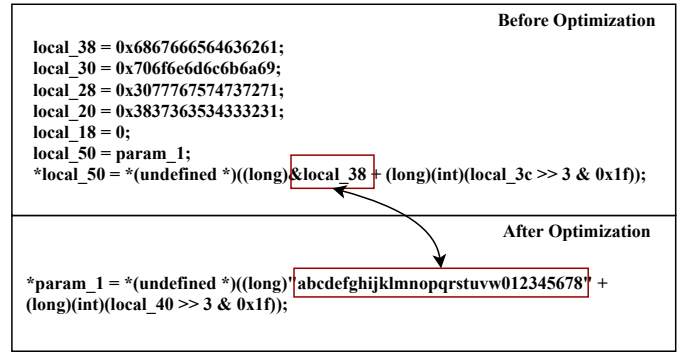 Before Optimization
local_38 = 0x6867666564636261;
local_30 = 0x706f6e6d6c6b6a69;
local_28 = 0x3077767574737271;
local_20 = 0x3837363534333231;
local_18 = 0;
local_50 = param_1;
*local_50 = *(undefined *)((long)&local_38 + (long)(int)(local_3c >> 3 & 0x1f));
After Optimization
*param_1 = *(undefined *)((long)"abcdefghijklmnopqrstuvw012345678" +
(long)(int)(local_40 >> 3 & 0x1f));